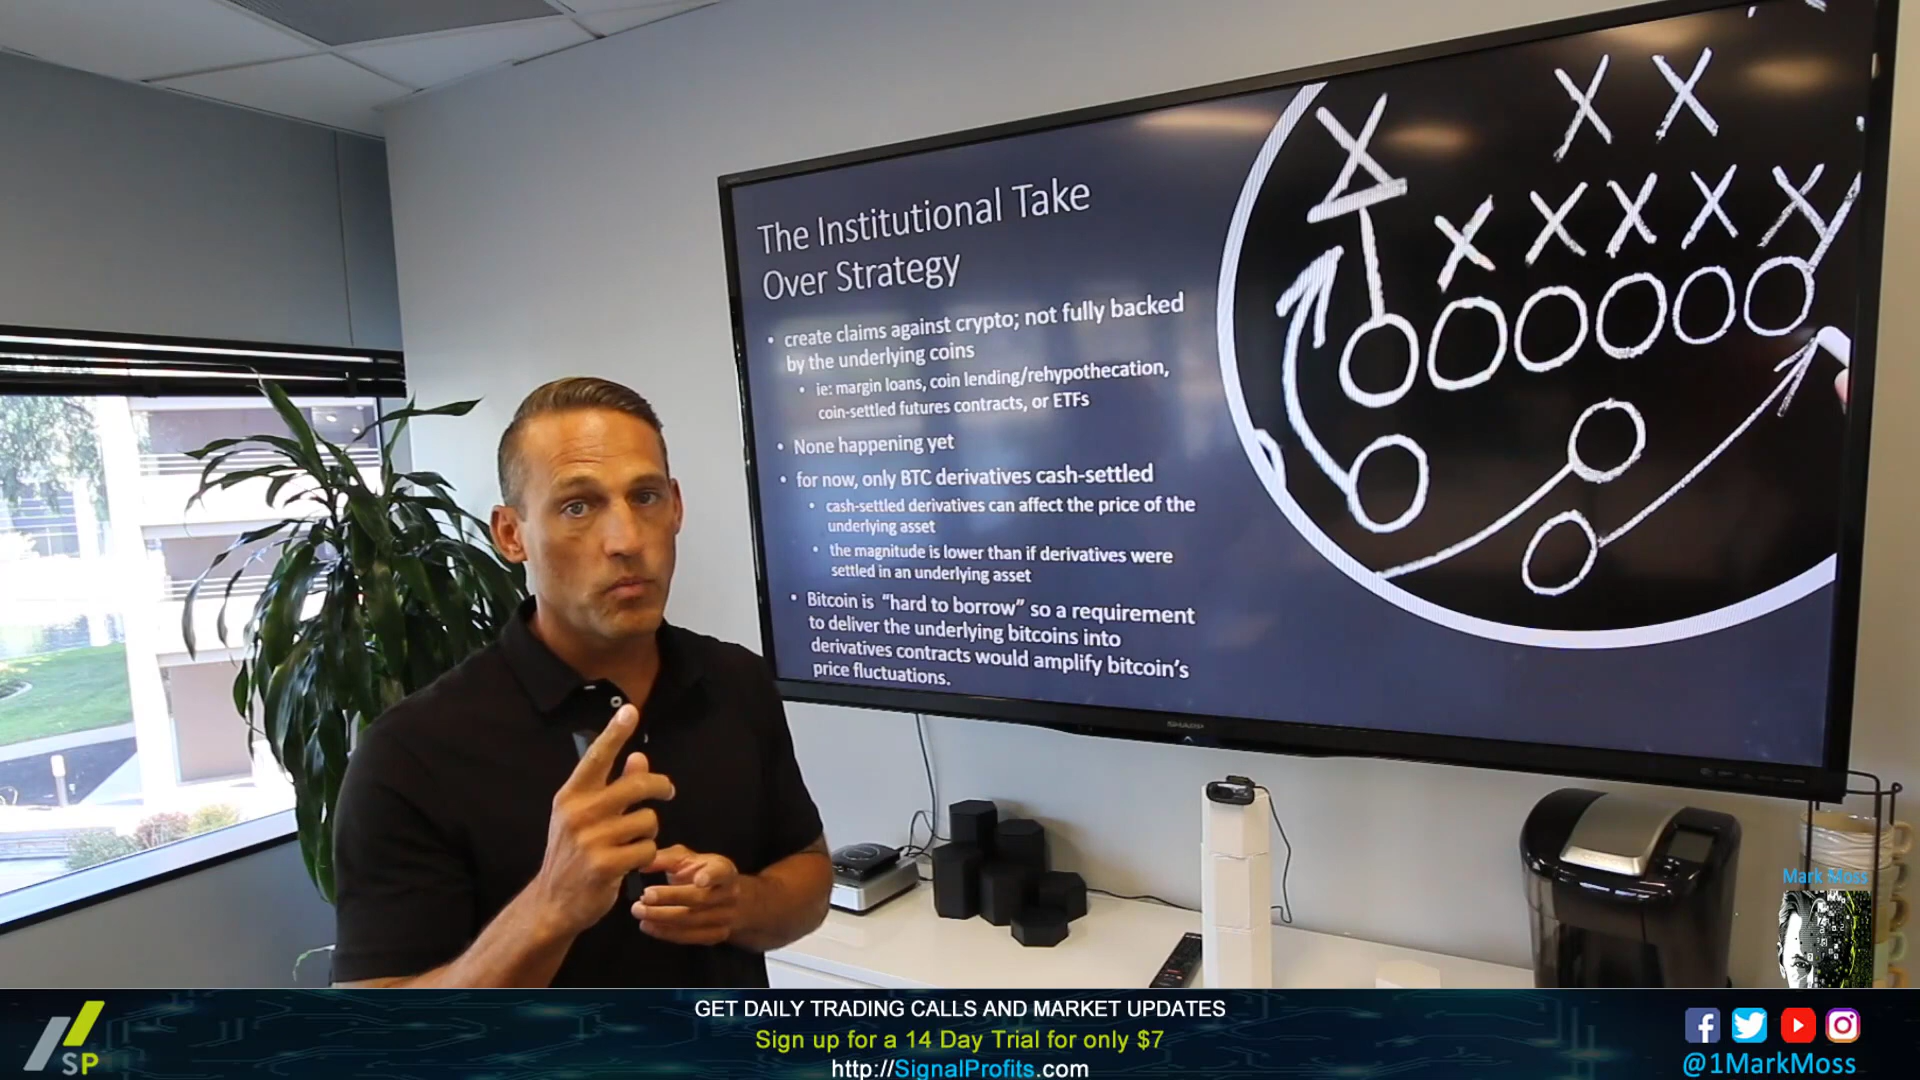 The Institutional Take
Over Strategy
• create claims against crypto; not fully backed
by the underlying coins
• ie: margin loans, coin lending/rehypothecation,
coin-settled futures contracts, or ETFs
• None happening yet
• for now, only BTC derivatives cash-settled
• cash-settled derivatives can affect the price of the
underlying asset
• the magnitude is lower than if derivatives were
settled in an underlying asset
• Bitcoin is "hard to borrow" so a requirement
to deliver the underlying bitcoins into
derivatives contracts would amplify bitcoin's
price fluctuations.
X X
X X X X X X
SHARP
Mark Moss
SP
GET DAILY TRADING CALLS AND MARKET UPDATES
Sign up for a 14 Day Trial for only $7
http://SignalProfits.com
@1MarkMoss